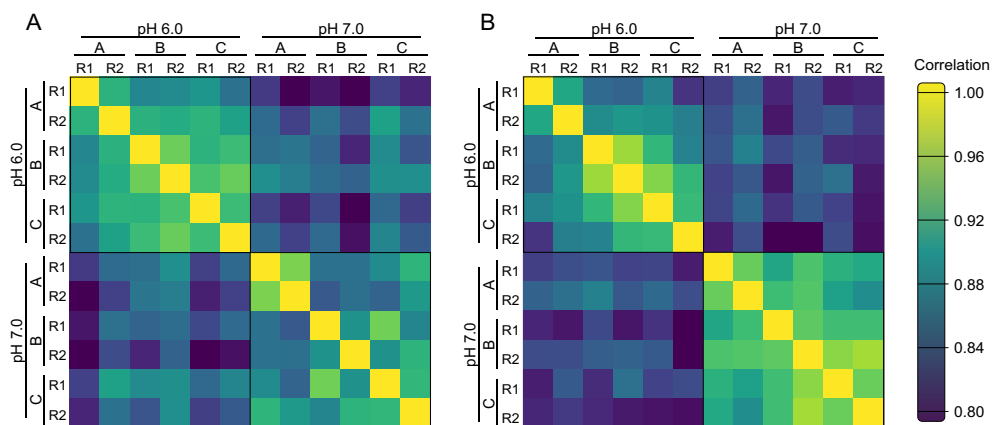 A
pH 6.0 pH 7.0
A B C A B C
R1 R2 R1 R2 R1 R2 R1 R2 R1 R2 R1 R2
pH 6.0
A
R1
R2
B
R1
R2
C
R1
R2
pH 7.0
A
R1
R2
B
R1
R2
C
R1
R2
B
pH 6.0 pH 7.0
A B C A B C
R1 R2 R1 R2 R1 R2 R1 R2 R1 R2 R1 R2
pH 6.0
A
R1
R2
B
R1
R2
C
R1
R2
pH 7.0
A
R1
R2
B
R1
R2
C
R1
R2
Correlation
1.00
0.96
0.92
0.88
0.84
0.80